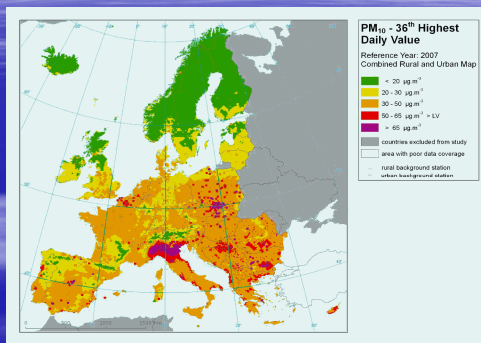 PM₁₀ - 36ᵗʰ Highest
Daily Value
Reference Year: 2007
Combined Rural and Urban Map
< 20 µg.m⁻³
20 - 30 µg.m⁻³
30 - 50 µg.m⁻³
50 - 65 µg.m⁻³ > LV
> 65 µg.m⁻³
countries excluded from study
area with poor data coverage
rural background station
urban background station